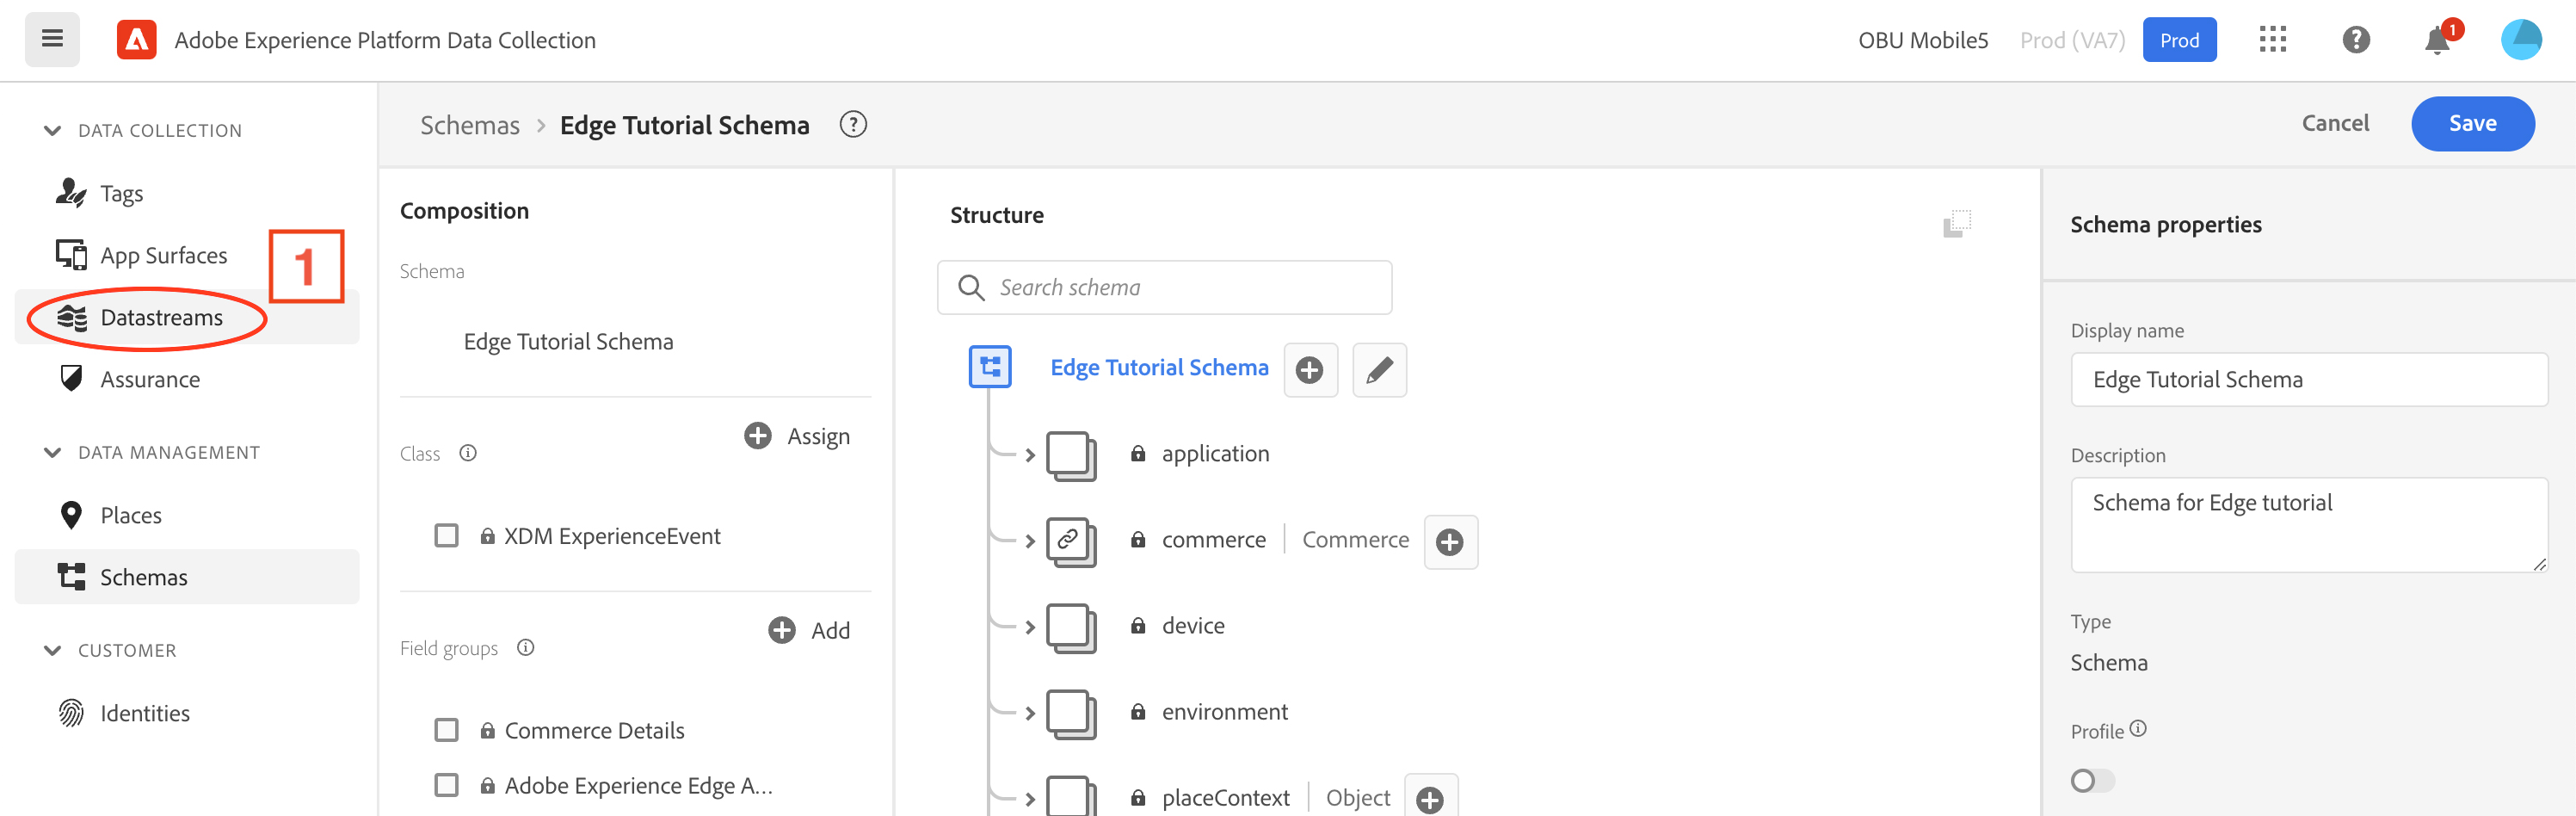 Adobe Experience Platform Data Collection
OBU Mobile5 Prod (VA7) Prod
1
DATA COLLECTION
Tags
App Surfaces
1
Datastreams
Assurance
DATA MANAGEMENT
Places
Schemas
CUSTOMER
Identities
Schemas > Edge Tutorial Schema
Cancel
Save
Composition
Schema
Edge Tutorial Schema
Assign
Class
XDM ExperienceEvent
Add
Field groups
Commerce Details
Adobe Experience Edge A...
Structure
Search schema
Edge Tutorial Schema
application
commerce | Commerce
device
environment
placeContext | Object
Schema properties
Display name
Edge Tutorial Schema
Description
Schema for Edge tutorial
Type
Schema
Profile